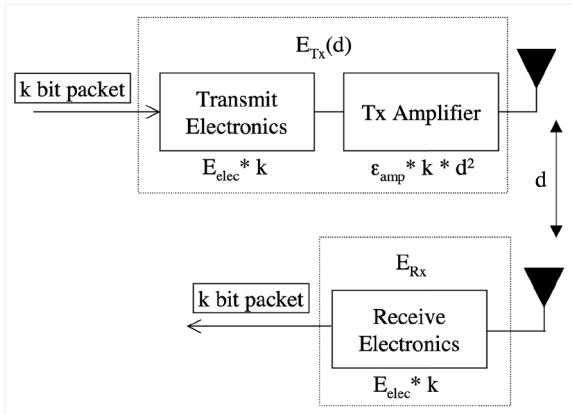 E_Tx(d)
k bit packet
Transmit
Electronics
Tx Amplifier
E_elec* k
ε_amp* k * d²
d
E_Rx
k bit packet
Receive
Electronics
E_elec* k